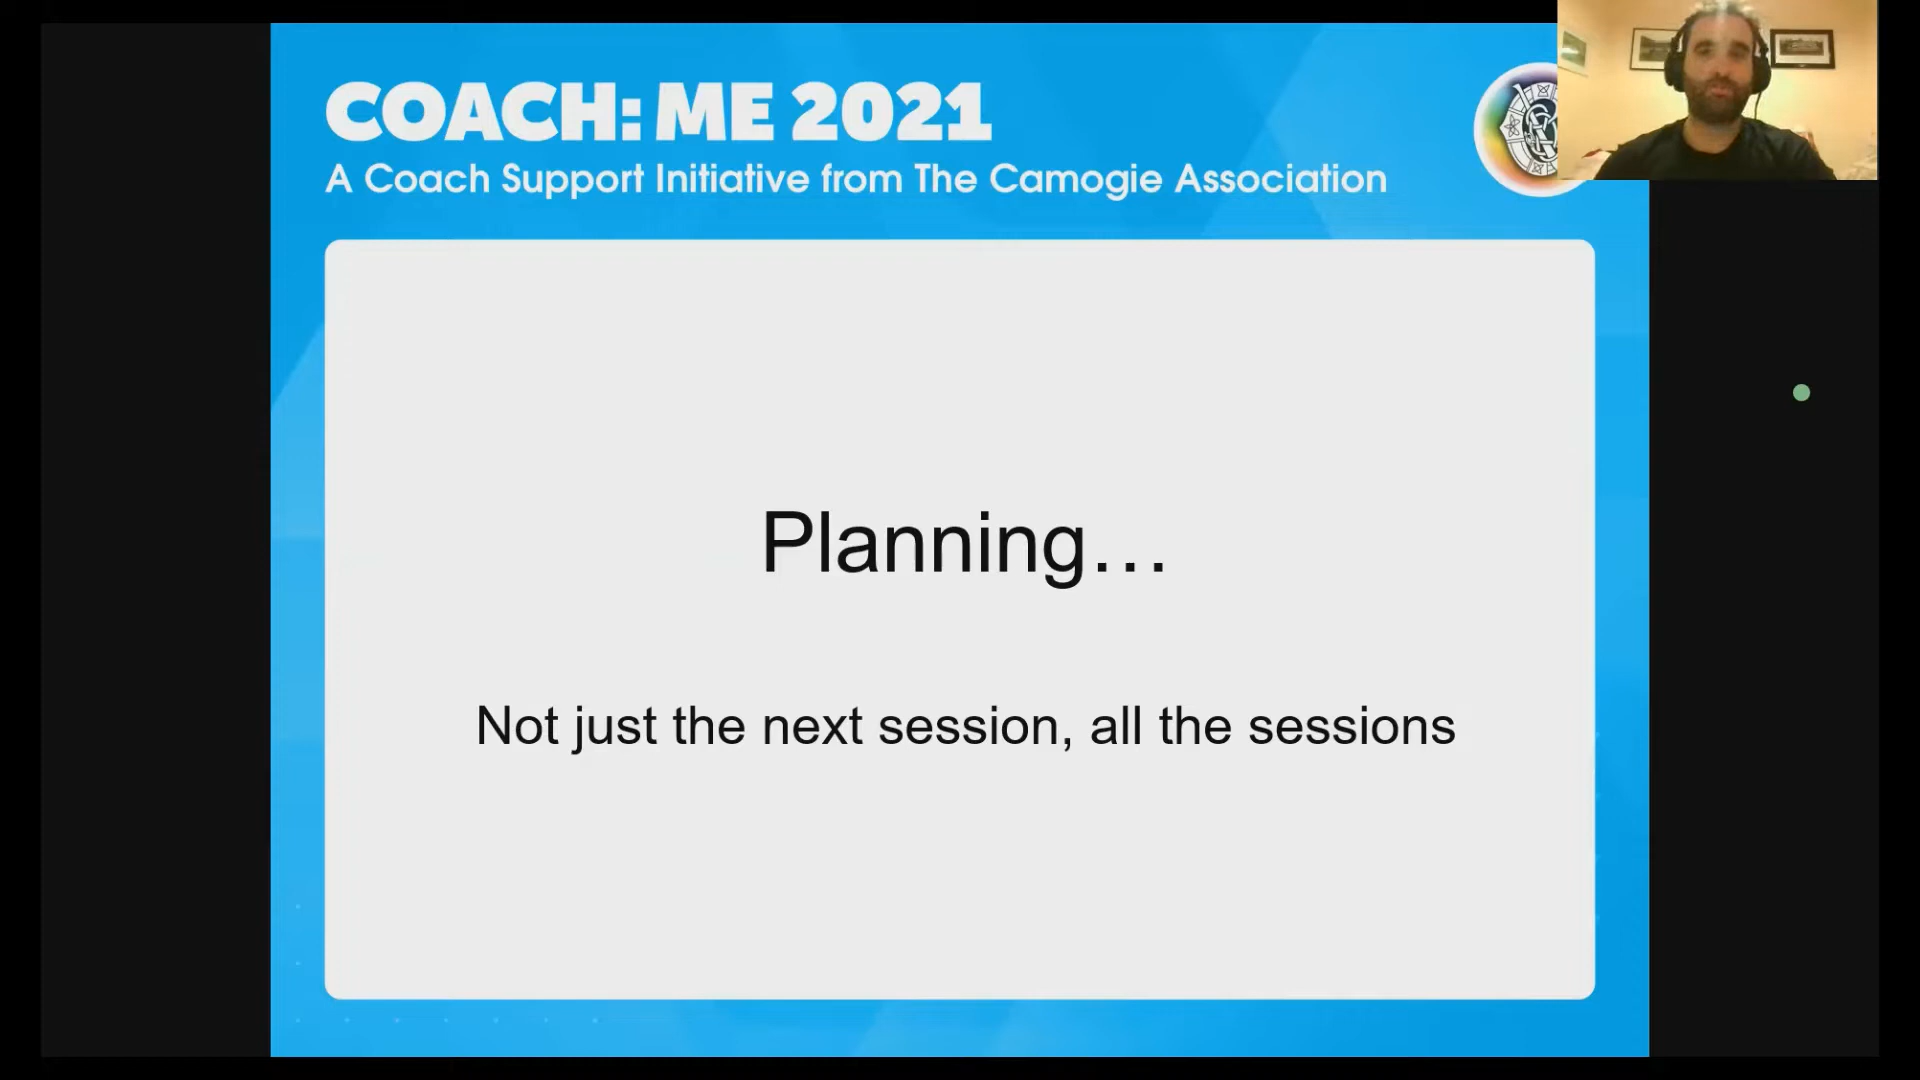 COACH: ME 2021
A Coach Support Initiative from The Camogie Association
Planning…
Not just the next session, all the sessions